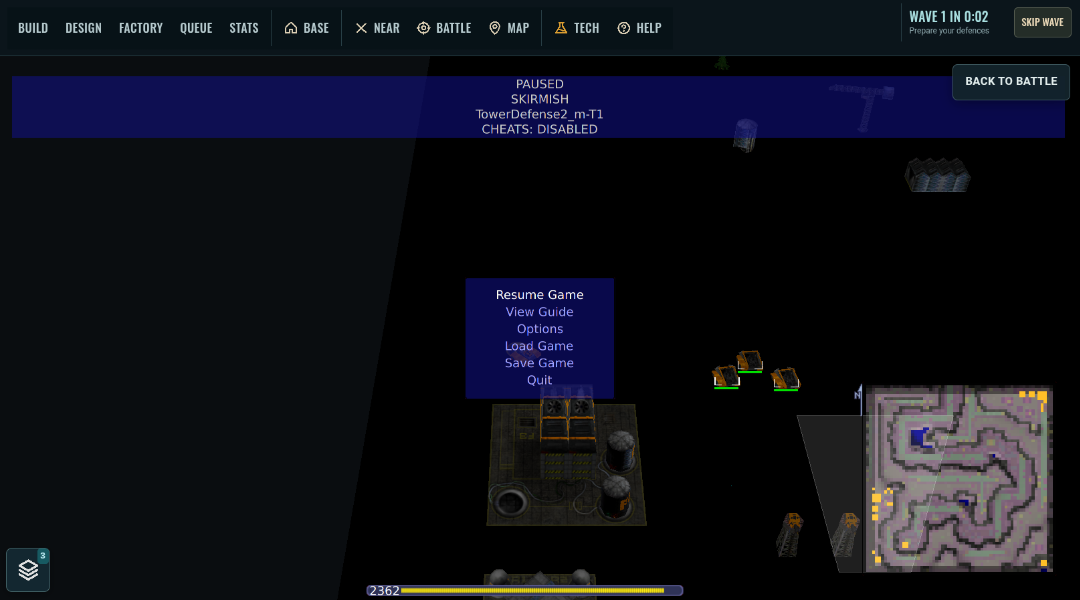 BUILD DESIGN FACTORY QUEUE STATS BASE NEAR BATTLE MAP TECH HELP
WAVE 1 IN 0:02
Prepare your defences
SKIP WAVE
BACK TO BATTLE
PAUSED
SKIRMISH
TowerDefense2_m-T1
CHEATS: DISABLED
Resume Game
View Guide
Options
Load Game
Save Game
Quit
N
3
2362